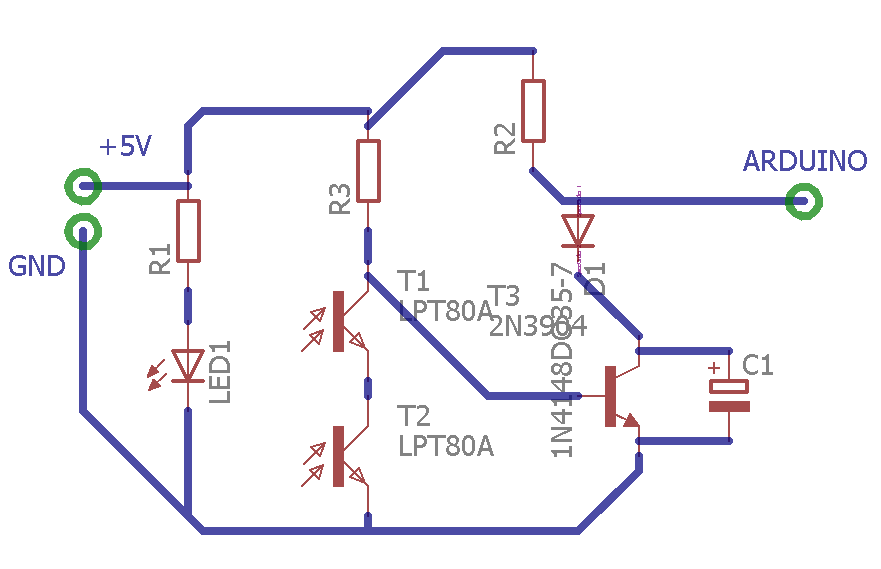 +5V
GND
R1
LED1
R3
T1
LPT80A
T2
LPT80A
R2
T3
2N3904
D1
1N4148DO35-7
C1
+
ARDUINO